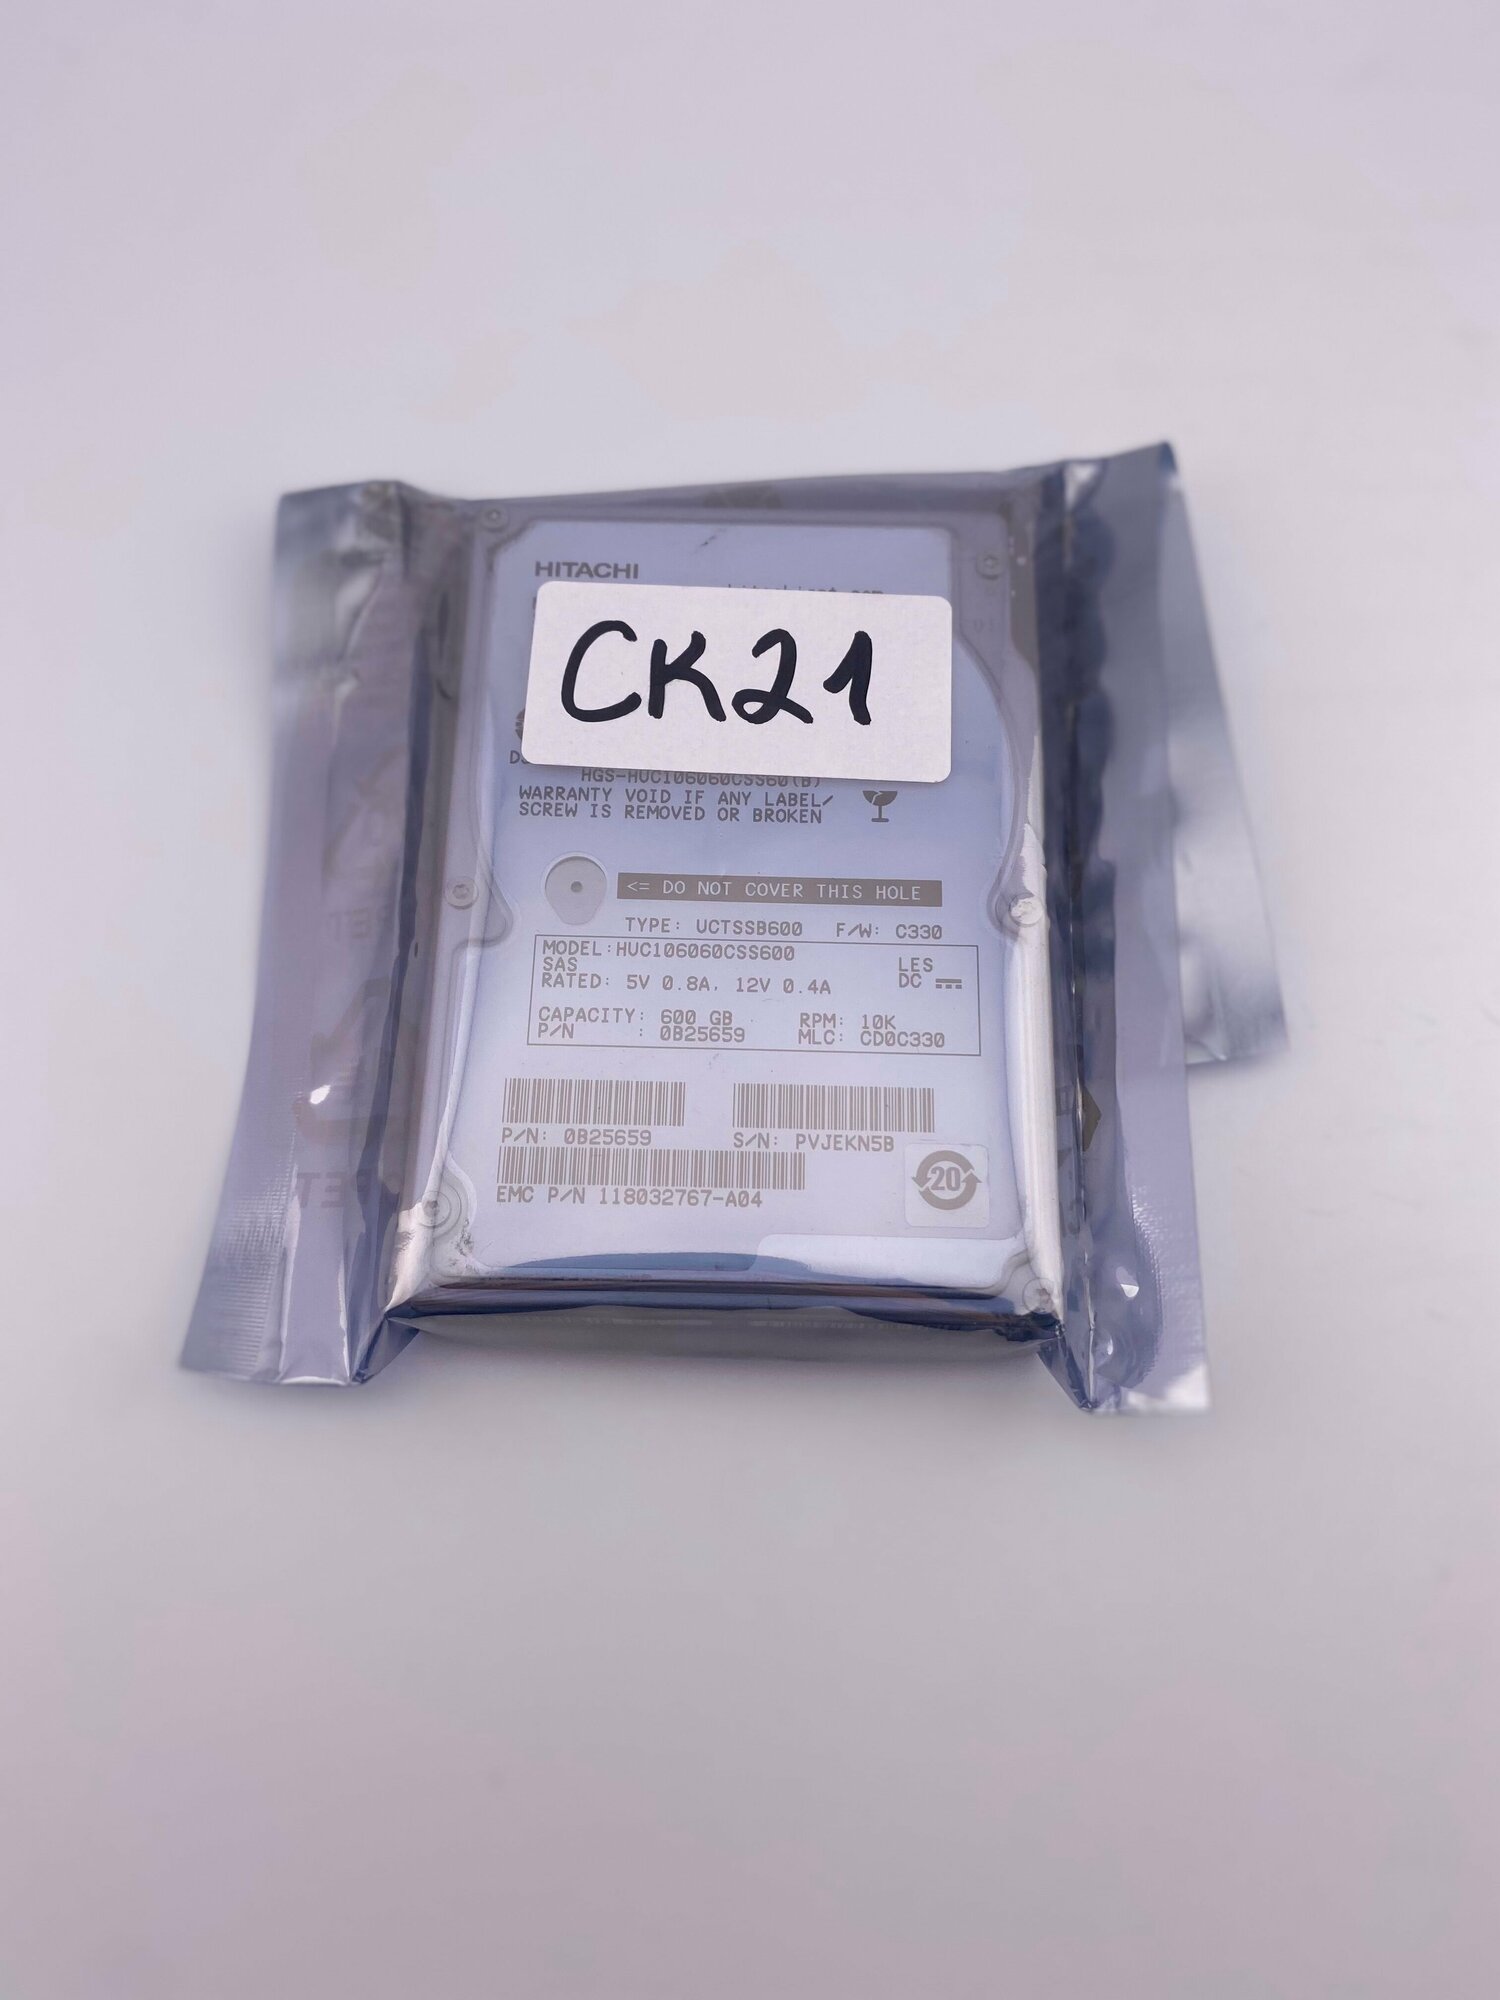 HITACHI
CK21
HGS-HUC106060CSS60(B)
WARRANTY VOID IF ANY LABEL/
SCREW IS REMOVED OR BROKEN
<= DO NOT COVER THIS HOLE
TYPE: UCTSSB600 F/W: C330
MODEL:HUC106060CSS600
SAS LES
RATED: 5V 0.8A, 12V 0.4A DC
CAPACITY: 600 GB RPM: 10K
P/N : 0B25659 MLC: CD0C330
P/N: 0B25659 S/N: PVJEKN5B
20
EMC P/N 118032767-A04